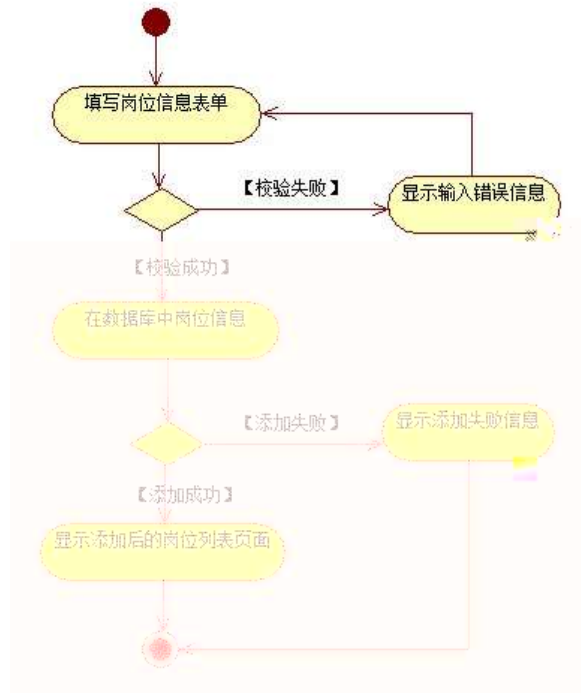 填写岗位信息表单
【校验失败】
显示输入错误信息
【校验成功】
在数据库中岗位信息
【添加失败】
显示添加失败信息
【添加成功】
显示添加后的岗位列表页面